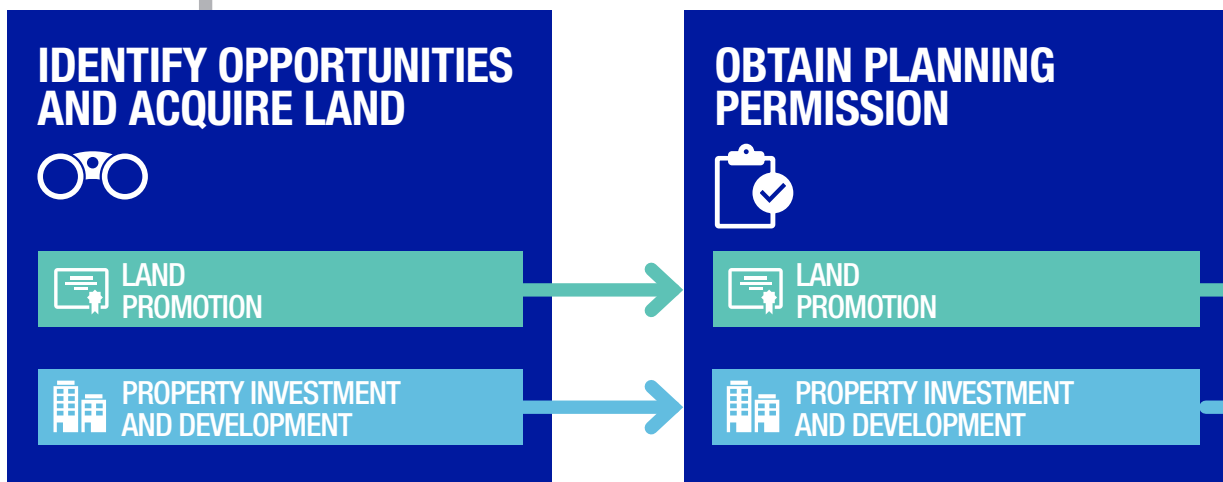 IDENTIFY OPPORTUNITIES
AND ACQUIRE LAND
LAND
PROMOTION
PROPERTY INVESTMENT
AND DEVELOPMENT
OBTAIN PLANNING
PERMISSION
LAND
PROMOTION
PROPERTY INVESTMENT
AND DEVELOPMENT